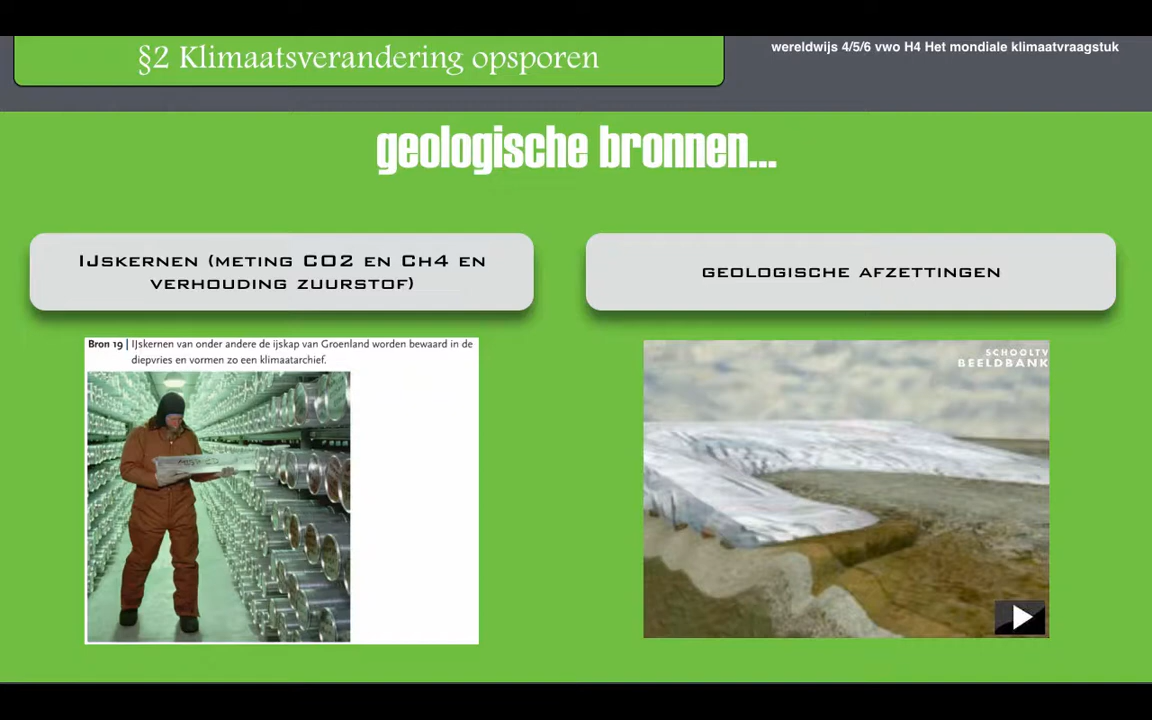 §2 Klimaatsverandering opsporen
wereldwijs 4/5/6 vwo H4 Het mondiale klimaatvraagstuk
geologische bronnen...
IJSKERNEN (METING CO2 EN CH4 EN
VERHOUDING ZUURSTOF)
GEOLOGISCHE AFZETTINGEN
Bron 19 | IJskernen van onder andere de ijskap van Groenland worden bewaard in de
diepvries en vormen zo een klimaatarchief.
SCHOOLTV
BEELDBANK